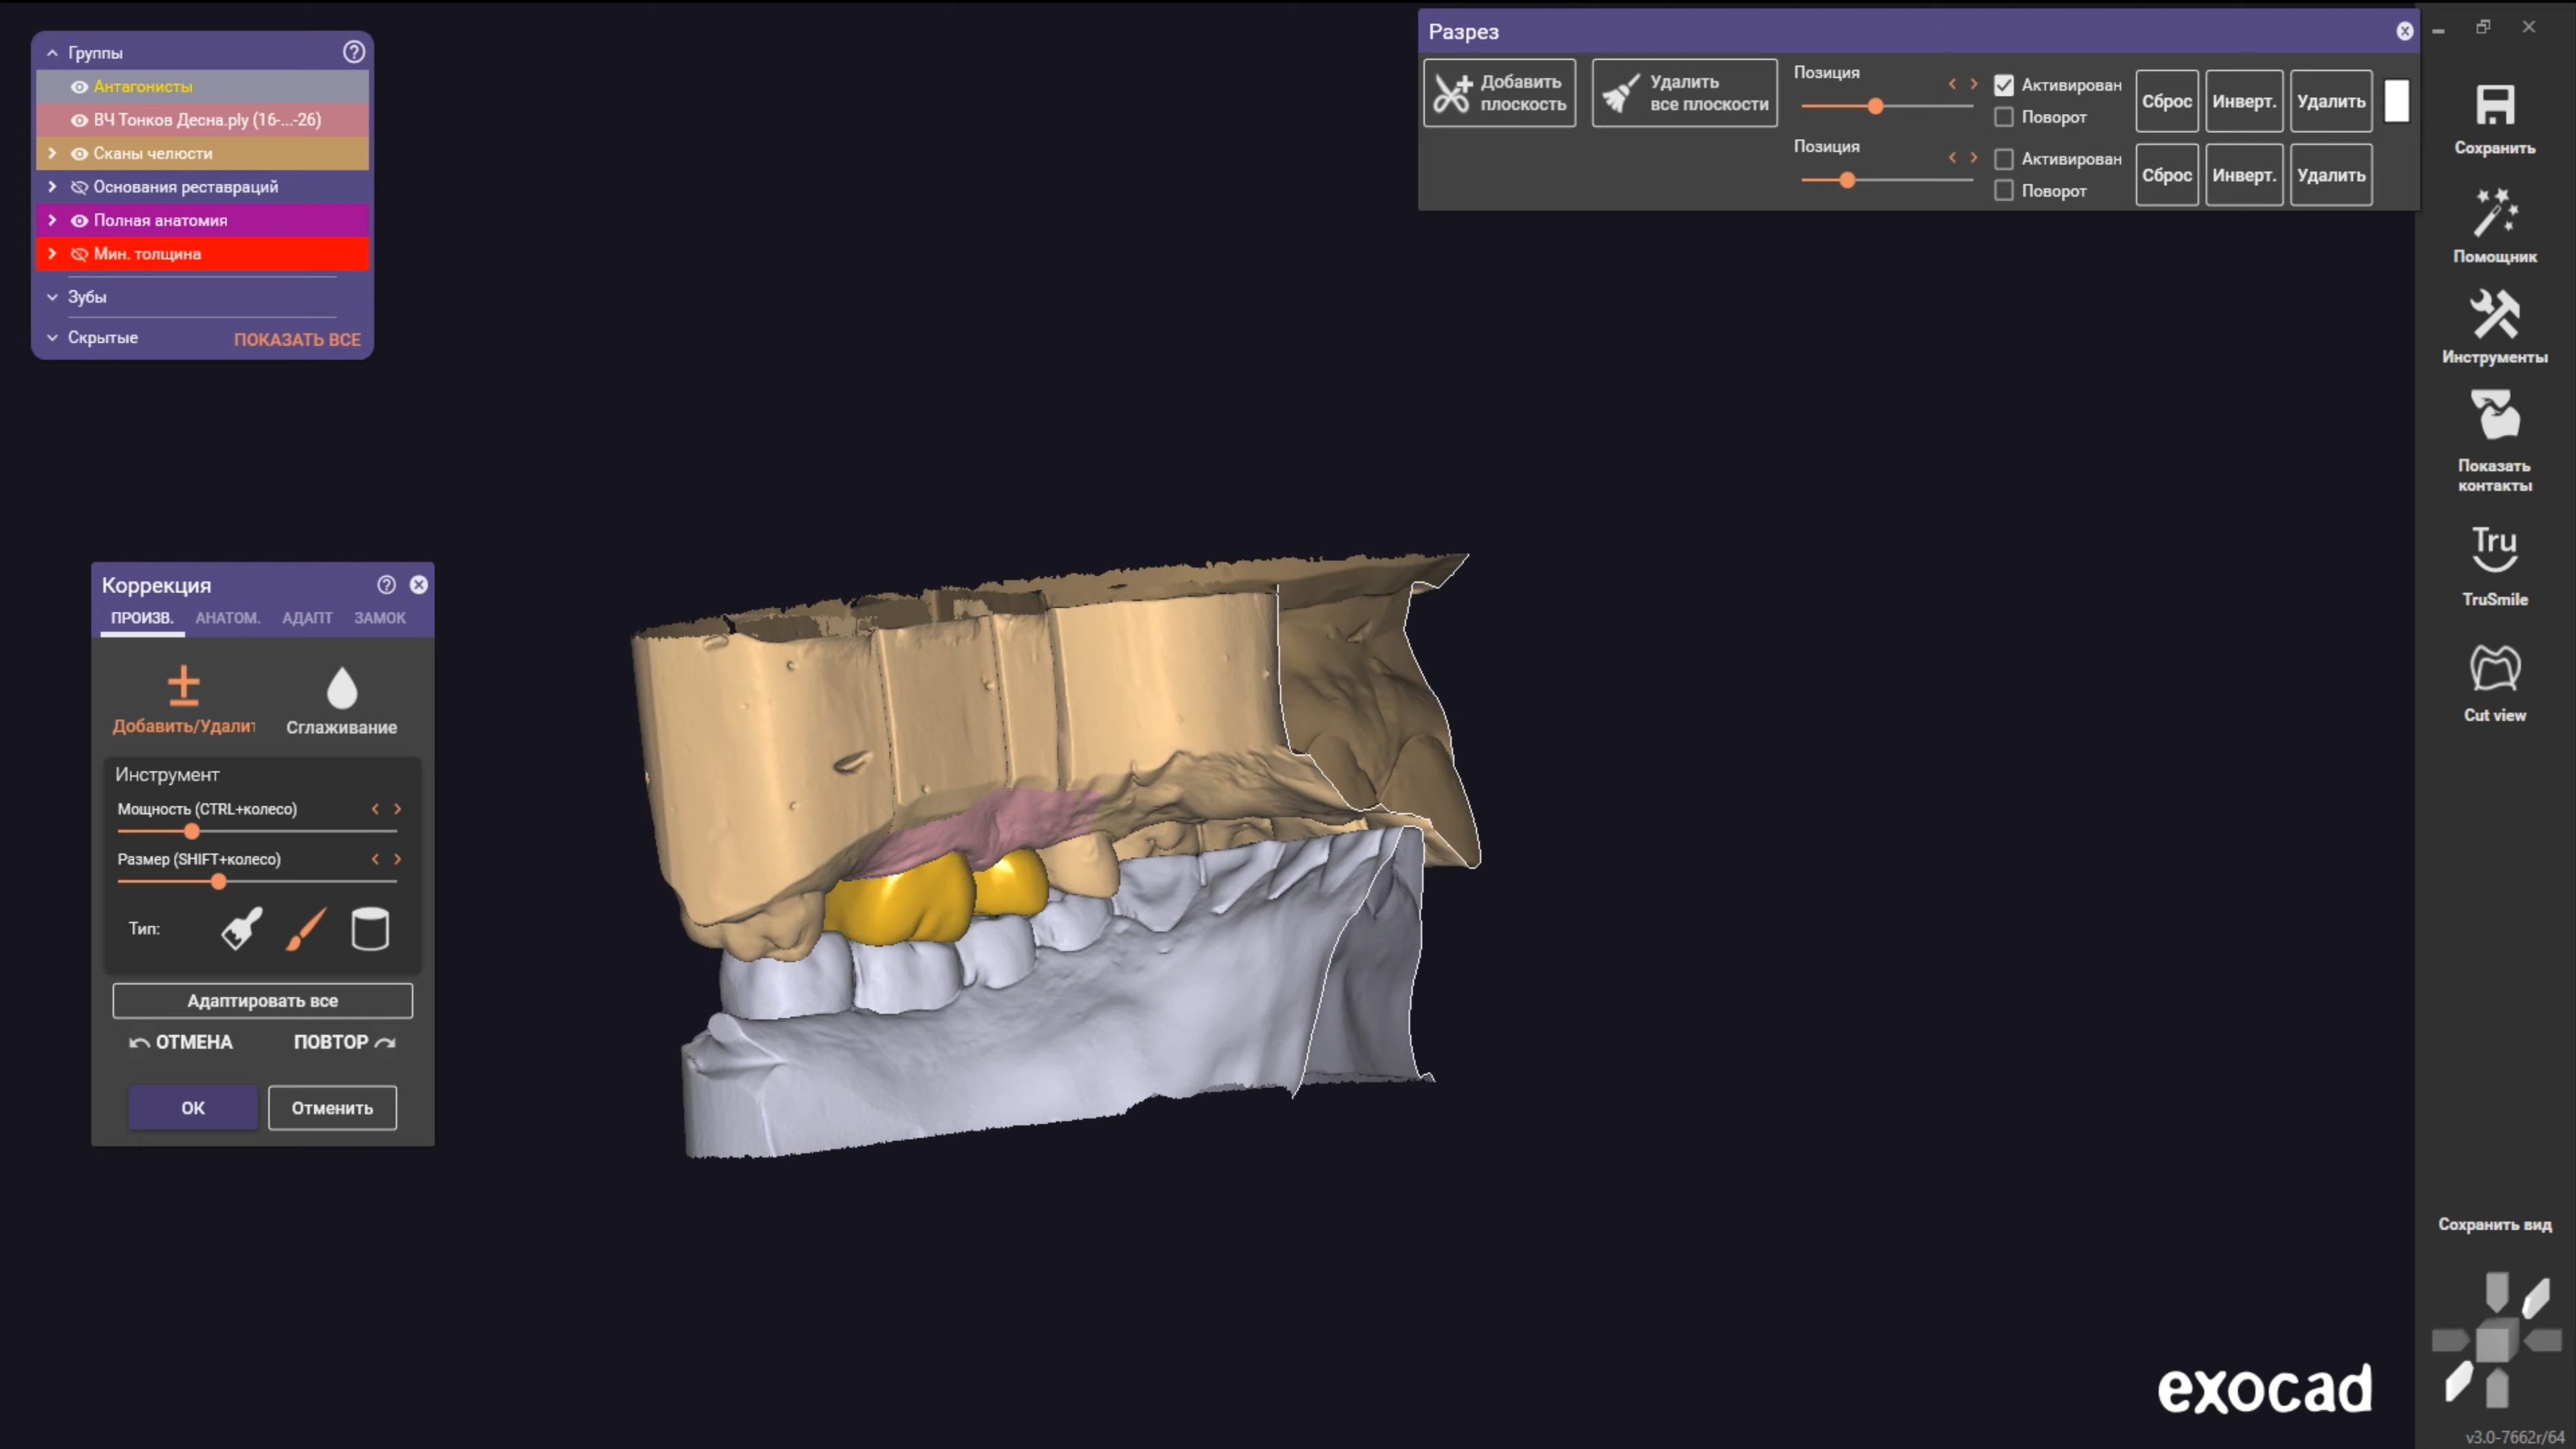 Группы
Антагонисты
ВЧ Тонков Десна.ply (16-...-26)
Сканы челюсти
Основания реставраций
Полная анатомия
Мин. толщина
Зубы
Скрытые ПОКАЗАТЬ ВСЕ
Разрез
Добавить
плоскость
Удалить
все плоскости
Позиция
Активирован
Поворот
Сброс Инверт. Удалить
Позиция
Активирован
Поворот
Сброс Инверт. Удалить
Сохранить
Помощник
Инструменты
Показать
контакты
Tru
TruSmile
Cut view
Коррекция
ПРОИЗВ. АНАТОМ. АДАПТ ЗАМОК
Добавить/Удалит Сглаживание
Инструмент
Мощность (CTRL+колесо)
Размер (SHIFT+колесо)
Тип:
Адаптировать все
ОТМЕНА ПОВТОР
OK Отменить
Сохранить вид
exocad
v3.0-7662r/64